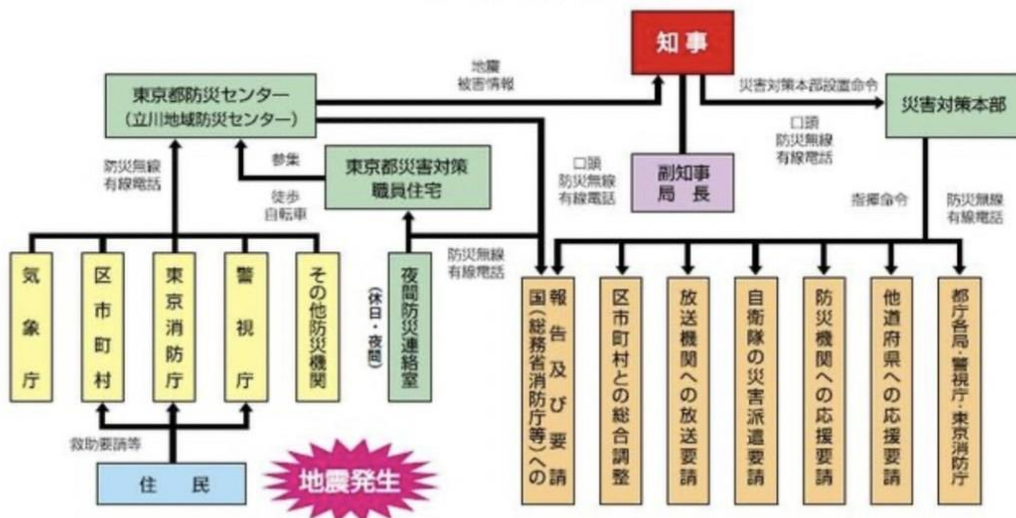 知事
地震
被害情報
東京都防災センター
（立川地域防災センター）
災害対策本部設置命令
災害対策本部
口頭
防災無線
有線電話
防災無線
有線電話
参集
東京都災害対策
職員住宅
徒歩
自転車
口頭
防災無線
有線電話
副知事
局長
指揮命令
防災無線
有線電話
防災無線
有線電話
気象庁
区市町村
東京消防庁
警視庁
その他防災機関
夜間防災連絡室
（休日・夜間）
報告及び要請
国（総務省消防庁等）への
区市町村との総合調整
放送機関への放送要請
自衛隊の災害派遣要請
防災機関への応援要請
他道府県への応援要請
都庁各局・警視庁・東京消防庁
救助要請等
住民
地震発生